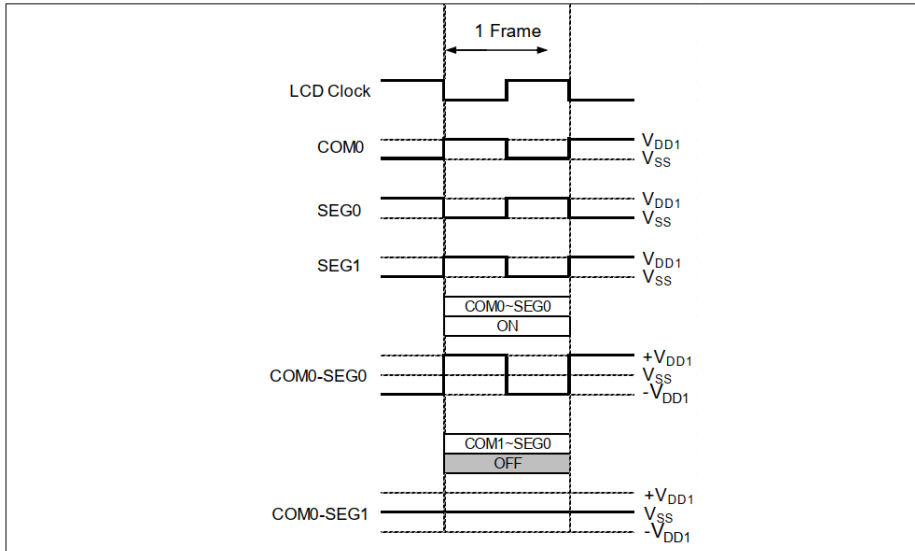 1 Frame
LCD Clock
COM0
VDD1
VSS
SEG0
VDD1
VSS
SEG1
VDD1
VSS
COM0~SEG0
ON
COM0-SEG0
+VDD1
VSS
-VDD1
COM1~SEG0
OFF
COM0-SEG1
+VDD1
VSS
-VDD1